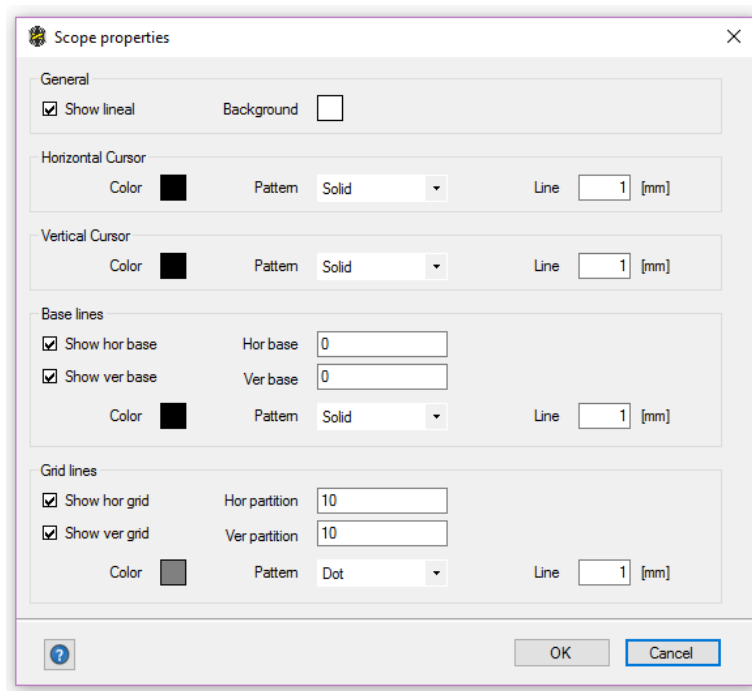 Scope properties
General
Show lineal Background
Horizontal Cursor
Color Pattern Solid Line 1 [mm]
Vertical Cursor
Color Pattern Solid Line 1 [mm]
Base lines
Show hor base Hor base 0
Show ver base Ver base 0
Color Pattern Solid Line 1 [mm]
Grid lines
Show hor grid Hor partition 10
Show ver grid Ver partition 10
Color Pattern Dot Line 1 [mm]
? OK Cancel